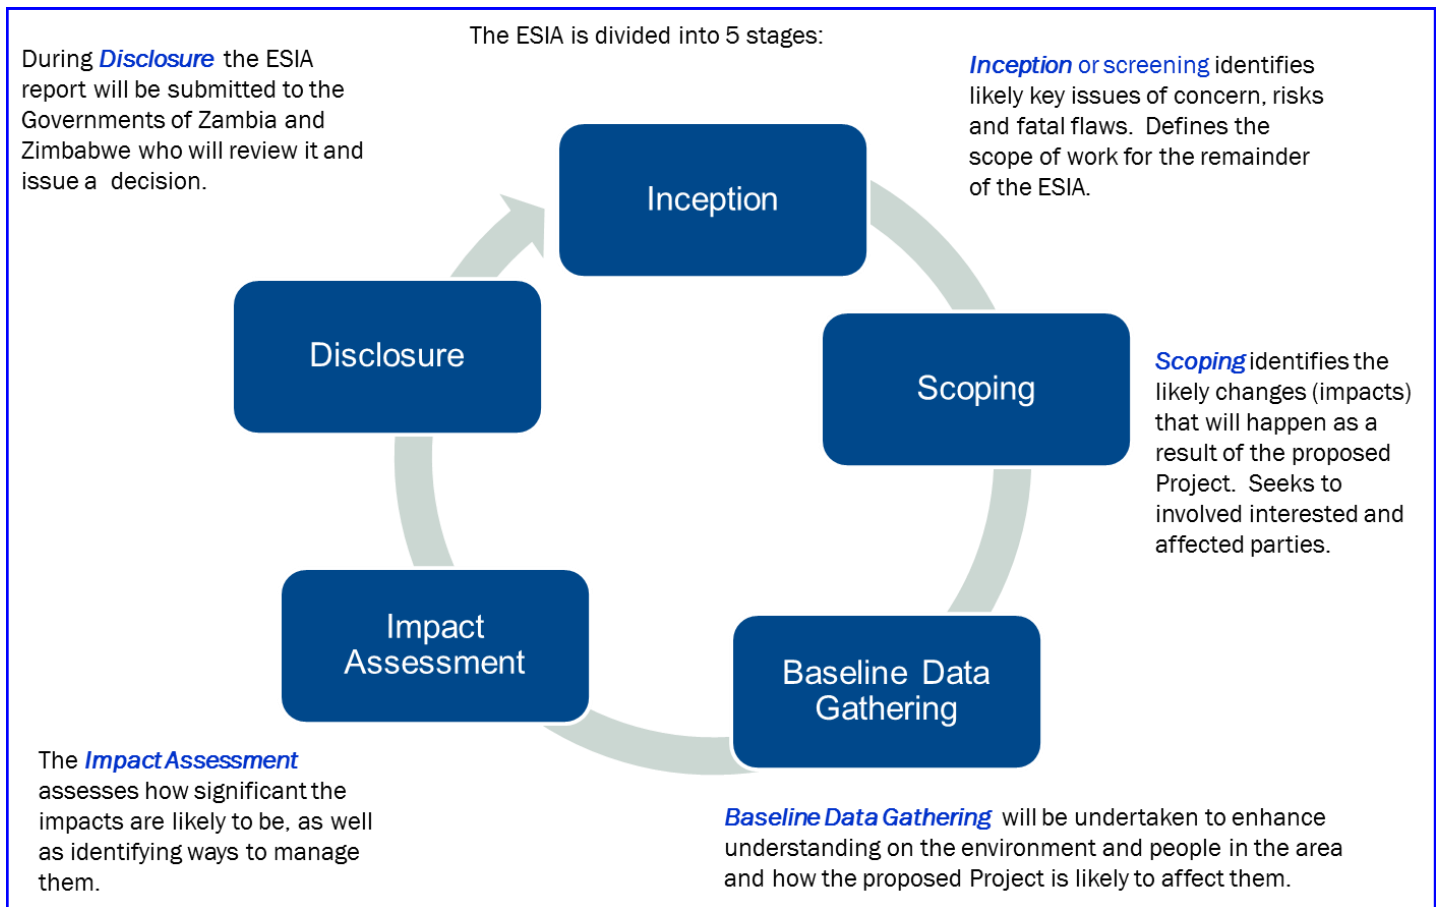 The ESIA is divided into 5 stages:
During Disclosure the ESIA
report will be submitted to the
Governments of Zambia and
Zimbabwe who will review it and
issue a decision.
Inception or screening identifies
likely key issues of concern, risks
and fatal flaws. Defines the
scope of work for the remainder
of the ESIA.
Inception
Disclosure
Scoping
Scoping identifies the
likely changes (impacts)
that will happen as a
result of the proposed
Project. Seeks to
involved interested and
affected parties.
Impact
Assessment
Baseline Data
Gathering
The Impact Assessment
assesses how significant the
impacts are likely to be, as well
as identifying ways to manage
them.
Baseline Data Gathering will be undertaken to enhance
understanding on the environment and people in the area
and how the proposed Project is likely to affect them.